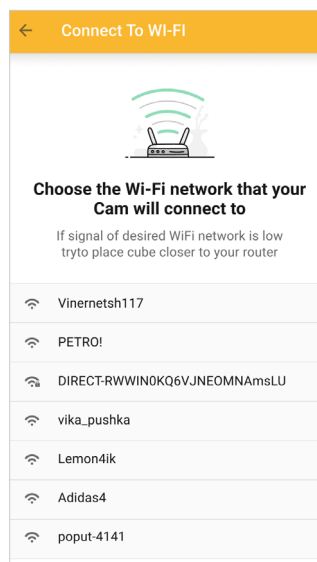 Connect To WI-FI
Choose the Wi-Fi network that your
Cam will connect to
If signal of desired WiFi network is low
tryto place cube closer to your router
Vinernetsh117
PETRO!
DIRECT-RWWIN0KQ6VJNEOMNAmsLU
vika_pushka
Lemon4ik
Adidas4
poput-4141